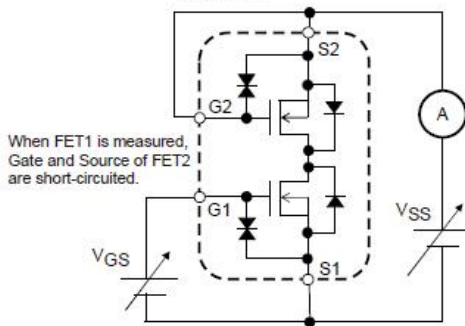 S2
G2
A
When FET1 is measured,
Gate and Source of FET2
are short-circuited.
G1
VSS
VGS
S1